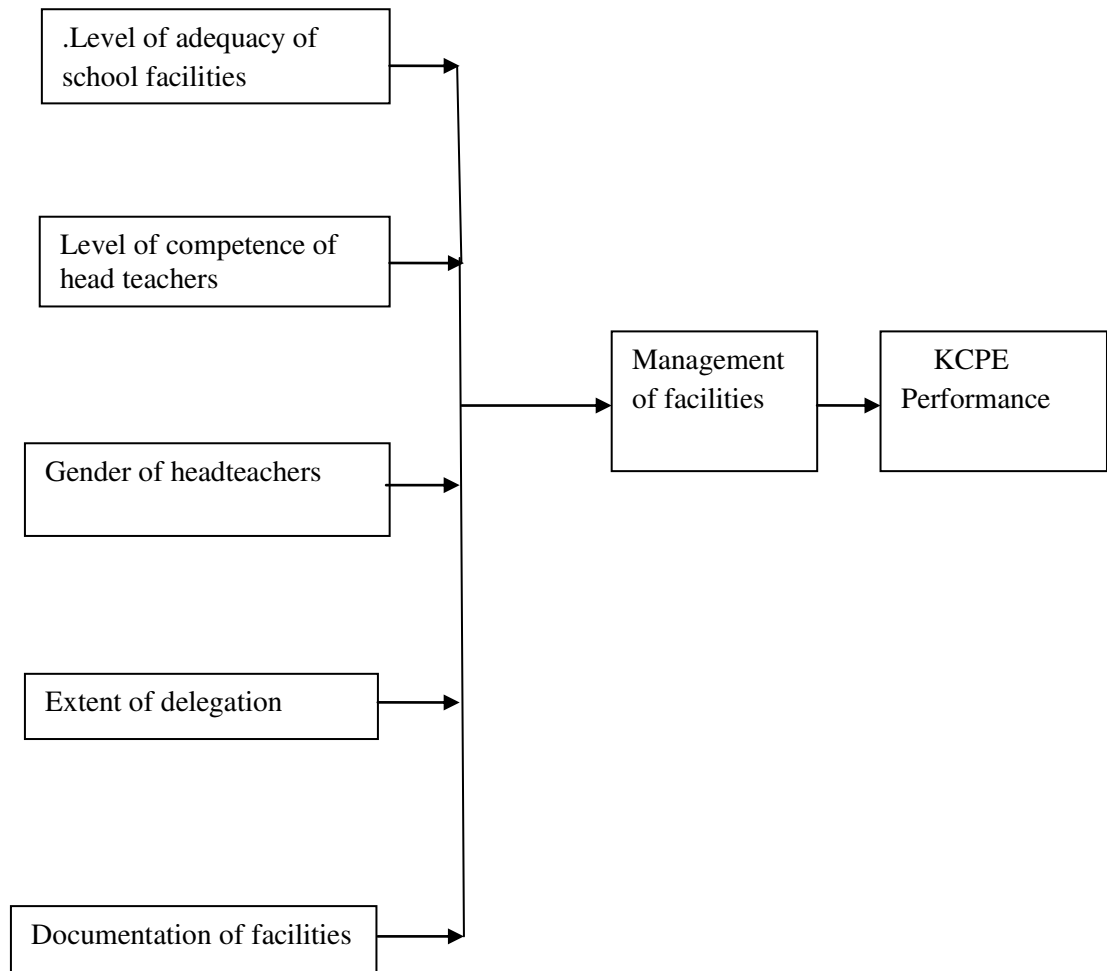 .Level of adequacy of
school facilities
Level of competence of
head teachers
Management
of facilities
KCPE
Performance
Gender of headteachers
Extent of delegation
Documentation of facilities